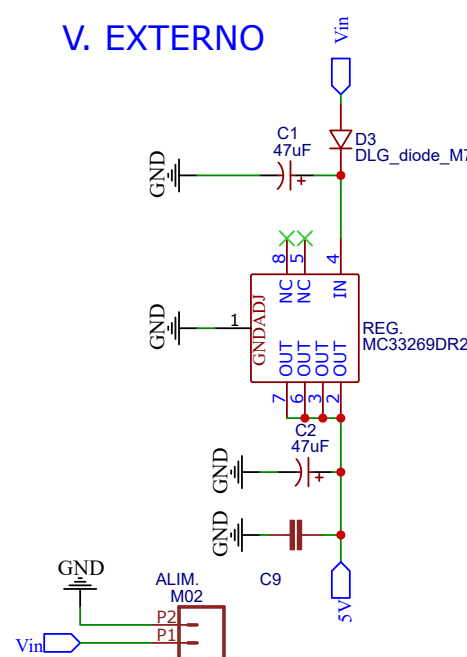 V. EXTERNO
Vin
C1
47uF
D3
DLG_diode_M7
GND
8
5
4
NC
NC
IN
GND
1
GNDADJ
REG.
MC33269DR2
OUT
OUT
OUT
OUT
7
6
3
2
C2
47uF
GND
GND
C9
5V
GND
ALIM.
M02
P2
P1
Vin